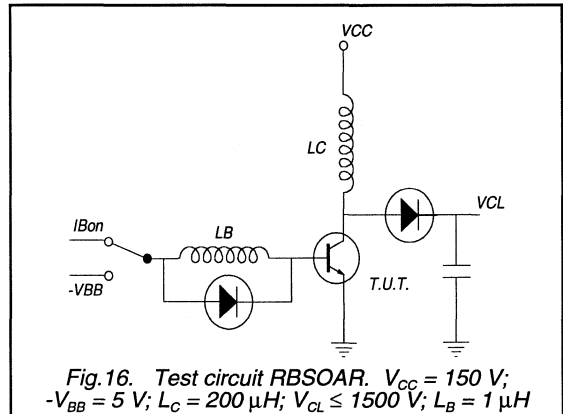 VCC
LC
VCL
IBon
LB
-VBB
T.U.T.
Fig.16. Test circuit RBSOAR. VCC = 150 V;
-VBB = 5 V; LC = 200 µH; VCL ≤ 1500 V; LB = 1 µH